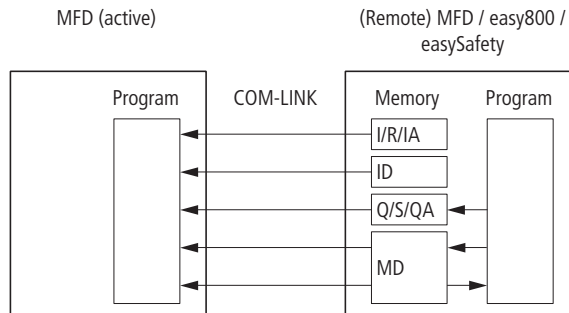 MFD (active)
(Remote) MFD / easy800 /
easySafety
Program
COM-LINK
Memory
Program
I/R/IA
ID
Q/S/QA
MD